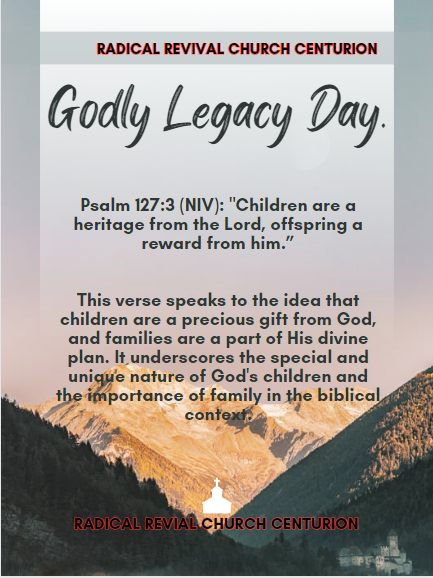 RADICAL REVIVAL CHURCH CENTURION
Godly Legacy Day.
Psalm 127:3 (NIV): "Children are a
heritage from the Lord, offspring a
reward from him.”
This verse speaks to the idea that
children are a precious gift from God,
and families are a part of His divine
plan. It underscores the special and
unique nature of God's children and
the importance of family in the biblical
context.
RADICAL REVIAL CHURCH CENTURION